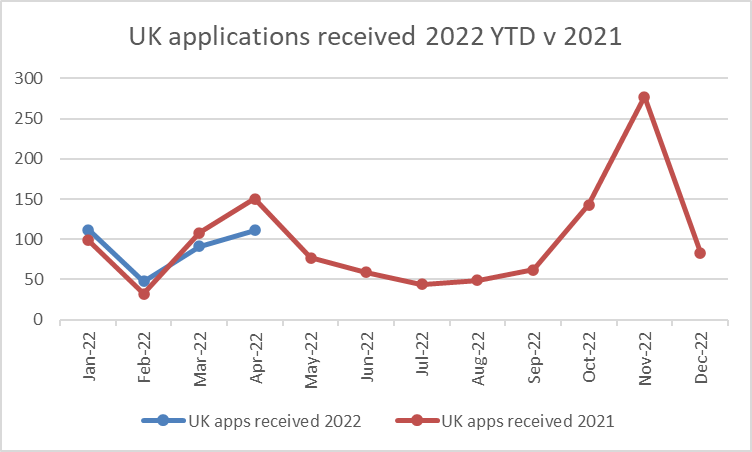 UK applications received 2022 YTD v 2021
300
250
200
150
100
50
0
Jan-22
Feb-22
Mar-22
Apr-22
May-22
Jun-22
Jul-22
Aug-22
Sep-22
Oct-22
Nov-22
Dec-22
UK apps received 2022
UK apps received 2021